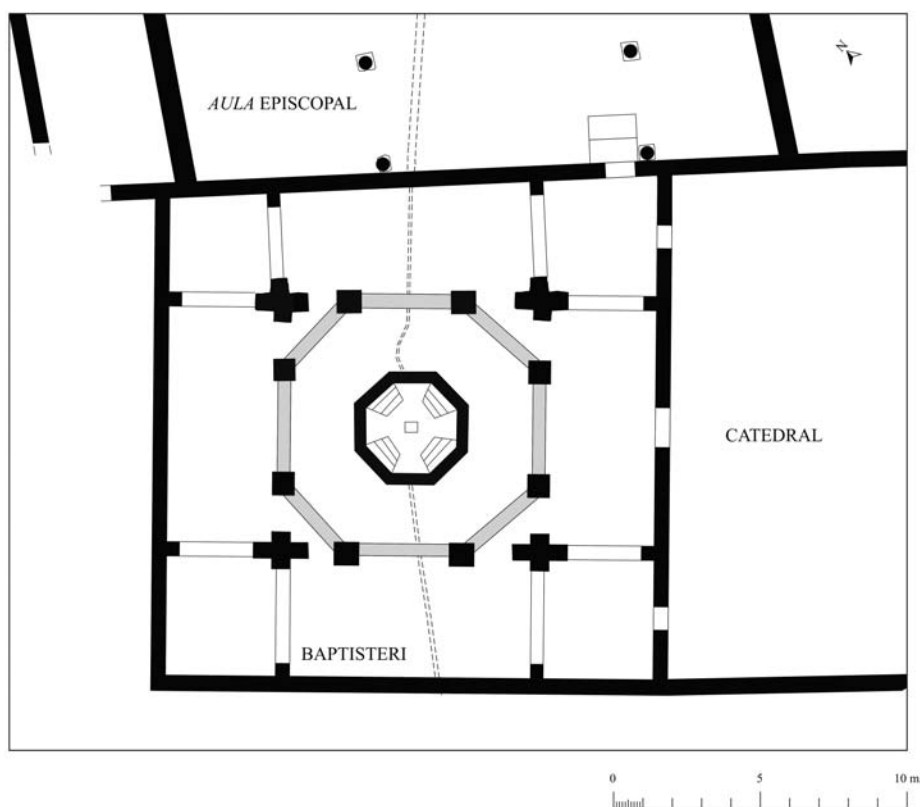 N
AULA EPISCOPAL
CATEDRAL
BAPTISTERI
0 5 10 m